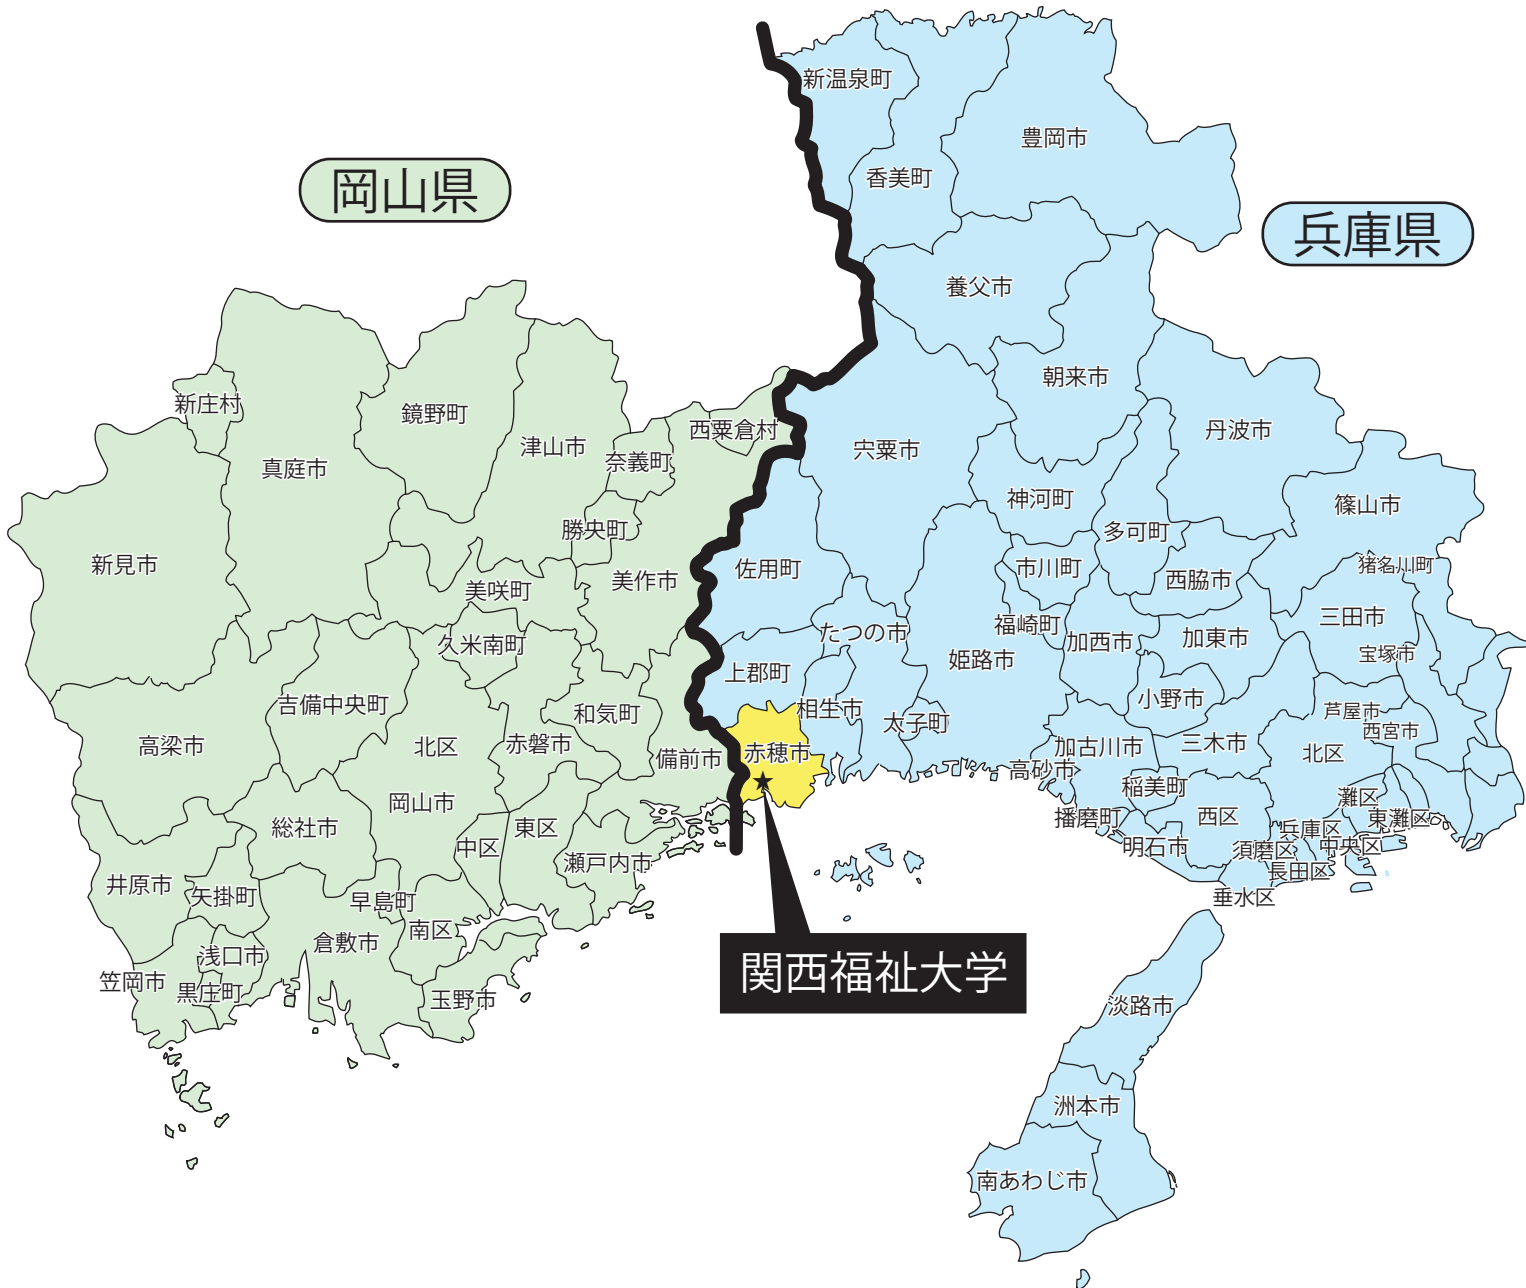 新温泉町
豊岡市
岡山県
香美町
兵庫県
養父市
朝来市
新庄村
鏡野町
西粟倉村
丹波市
津山市
宍粟市
真庭市
奈義町
神河町
篠山市
勝央町
多可町
新見市
佐用町
市川町
猪名川町
美作市
西脇市
美咲町
三田市
福崎町
たつの市
加西市
加東市
久米南町
宝塚市
姫路市
上郡町
小野市
吉備中央町
相生市
芦屋市
和気町
太子町
西宮市
高梁市
北区
赤磐市
加古川市
三木市
備前市
赤穂市
北区
高砂市
稲美町
岡山市
灘区
総社市
東区
播磨町
西区
東灘区
兵庫区
中区
明石市
須磨区
中央区
瀬戸内市
長田区
井原市
矢掛町
垂水区
早島町
南区
倉敷市
浅口市
関西福祉大学
笠岡市
黒庄町
玉野市
淡路市
洲本市
南あわじ市